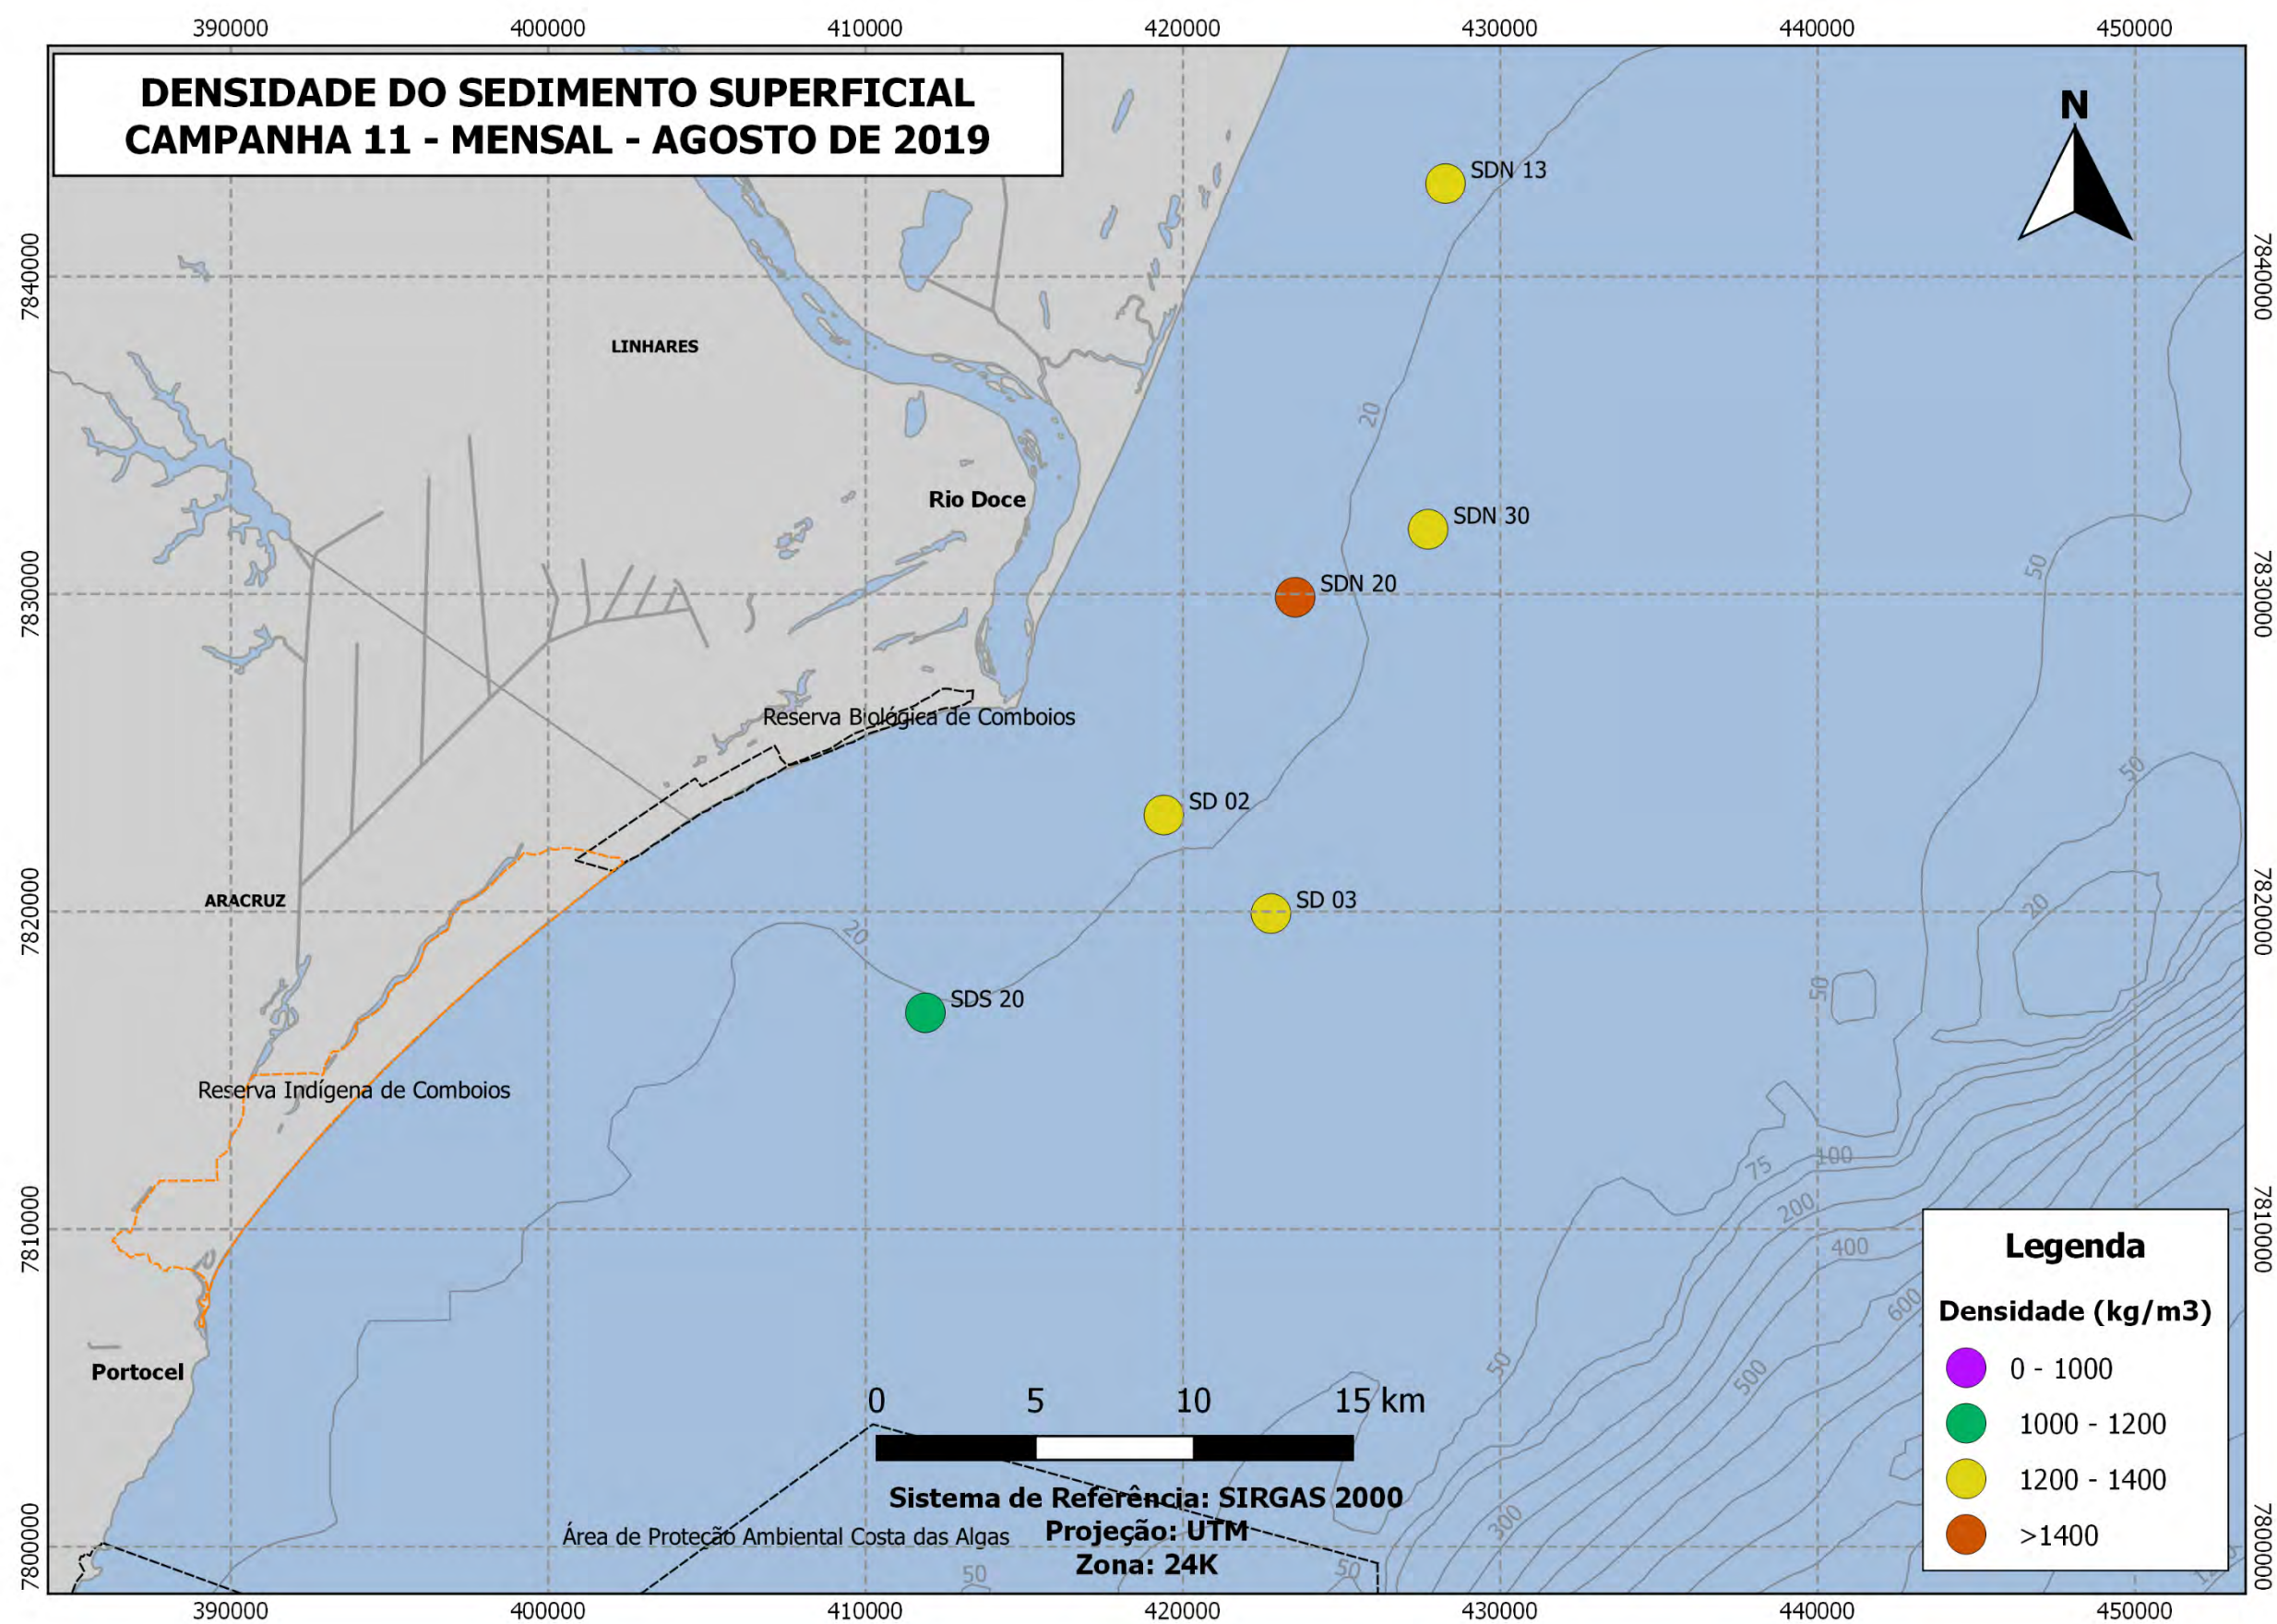 390000 400000 410000 420000 430000 440000 450000
DENSIDADE DO SEDIMENTO SUPERFICIAL
CAMPANHA 11 - MENSAL - AGOSTO DE 2019
N
SDN 13
7840000
7840000
LINHARES
20
Rio Doce
SDN 30
50
SDN 20
7830000
7830000
Reserva Biológica de Comboios
50
SD 02
ARACRUZ
SD 03
20
20
7820000
7820000
SDS 20
50
Reserva Indígena de Comboios
75
100
200
400
7810000
7810000
600
500
50
300
Portocel
0 5 10 15 km
Sistema de Referência: SIRGAS 2000
Projeção: UTM
Zona: 24K
Área de Proteção Ambiental Costa das Algas
50
50
7800000
7800000
Legenda
Densidade (kg/m3)
0 - 1000
1000 - 1200
1200 - 1400
>1400
390000 400000 410000 420000 430000 440000 450000